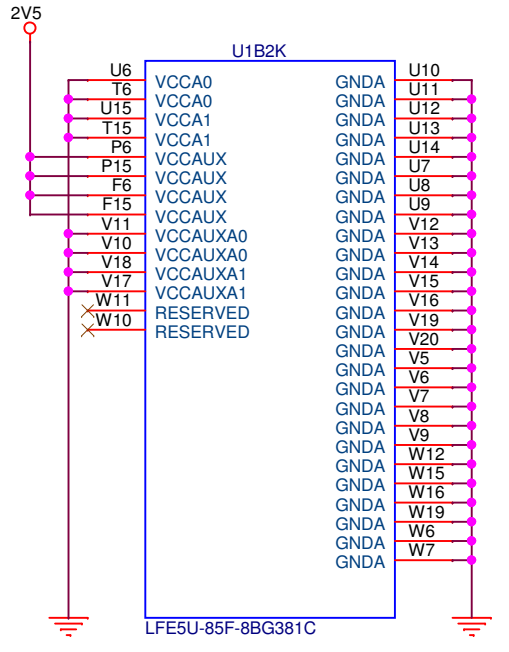 2V5
U1B2K
U6 VCCA0 GNDA U10
T6 VCCA0 GNDA U11
U15 VCCA1 GNDA U12
T15 VCCA1 GNDA U13
P6 VCCAUX GNDA U14
P15 VCCAUX GNDA U7
F6 VCCAUX GNDA U8
F15 VCCAUX GNDA U9
V11 VCCAUXA0 GNDA V12
V10 VCCAUXA0 GNDA V13
V18 VCCAUXA1 GNDA V14
V17 VCCAUXA1 GNDA V15
W11 RESERVED GNDA V16
W10 RESERVED GNDA V19
GNDA V20
GNDA V5
GNDA V6
GNDA V7
GNDA V8
GNDA V9
GNDA W12
GNDA W15
GNDA W16
GNDA W19
GNDA W6
GNDA W7
LFE5U-85F-8BG381C